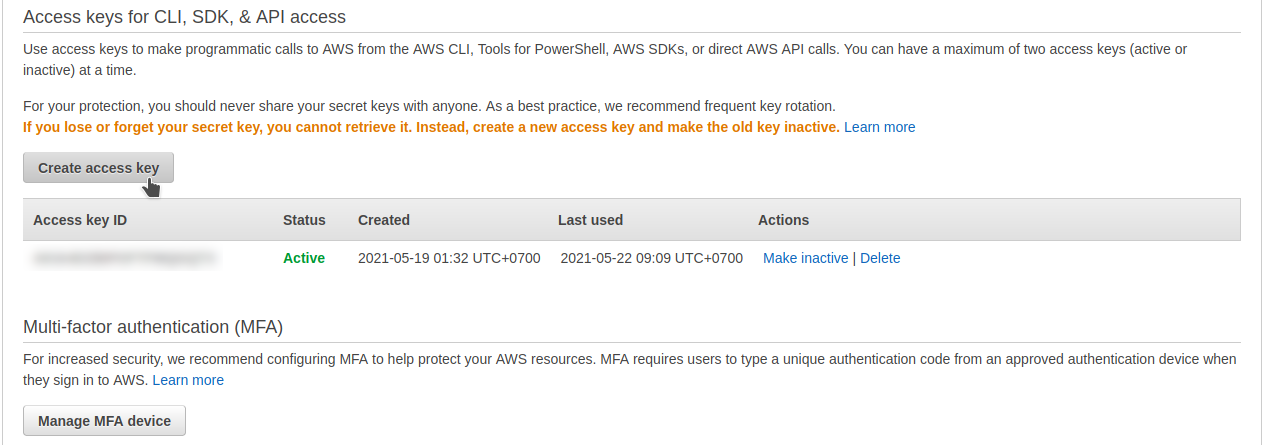 Access keys for CLI, SDK, & API access
Use access keys to make programmatic calls to AWS from the AWS CLI, Tools for PowerShell, AWS SDKs, or direct AWS API calls. You can have a maximum of two access keys (active or
inactive) at a time.
For your protection, you should never share your secret keys with anyone. As a best practice, we recommend frequent key rotation.
If you lose or forget your secret key, you cannot retrieve it. Instead, create a new access key and make the old key inactive. Learn more
Create access key
Access key ID Status Created Last used Actions
Active 2021-05-19 01:32 UTC+0700 2021-05-22 09:09 UTC+0700 Make inactive | Delete
Multi-factor authentication (MFA)
For increased security, we recommend configuring MFA to help protect your AWS resources. MFA requires users to type a unique authentication code from an approved authentication device when
they sign in to AWS. Learn more
Manage MFA device